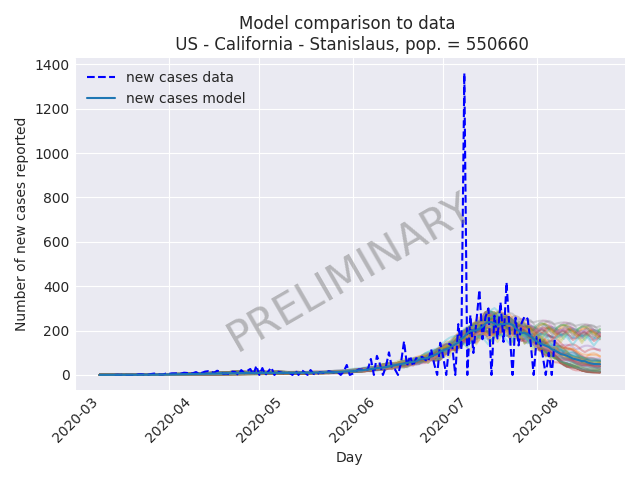 Model comparison to data
US - California - Stanislaus, pop. = 550660
new cases data
new cases model
Number of new cases reported
1400
1200
1000
800
600
400
200
0
PRELIMINARY
2020-03
2020-04
2020-05
2020-06
2020-07
2020-08
Day